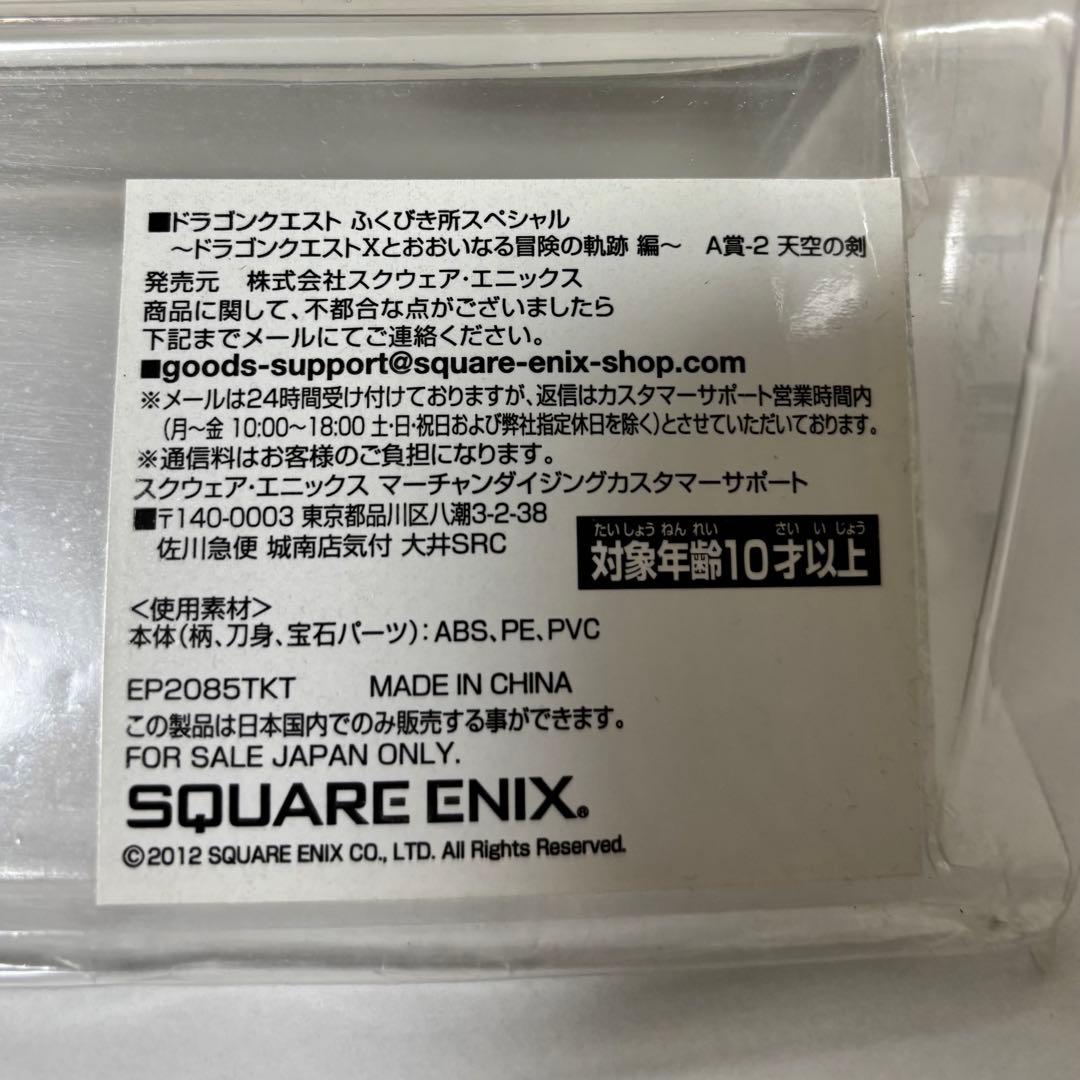 ■ドラゴンクエスト ふくびき所スペシャル
～ドラゴンクエストXとおおいなる冒険の軌跡 編～ A賞-2 天空の剣
発売元 株式会社スクウェア・エニックス
商品に関して、不都合な点がございましたら
下記までメールにてご連絡ください。
■goods-support@square-enix-shop.com
※メールは24時間受け付けておりますが、返信はカスタマーサポート営業時間内
(月～金 10:00～18:00 土・日・祝日および弊社指定休日を除く)とさせていただいております。
※通信料はお客様のご負担になります。
スクウェア・エニックス マーチャンダイジングカスタマーサポート
■〒140-0003 東京都品川区八潮3-2-38
佐川急便 城南店気付 大井SRC
たいしょうねんれい さいいじょう
対象年齢10才以上
<使用素材>
本体(柄、刀身、宝石パーツ):ABS、PE、PVC
EP2085TKT MADE IN CHINA
この製品は日本国内でのみ販売する事ができます。
FOR SALE JAPAN ONLY.
SQUARE ENIX®
©2012 SQUARE ENIX CO., LTD. All Rights Reserved.